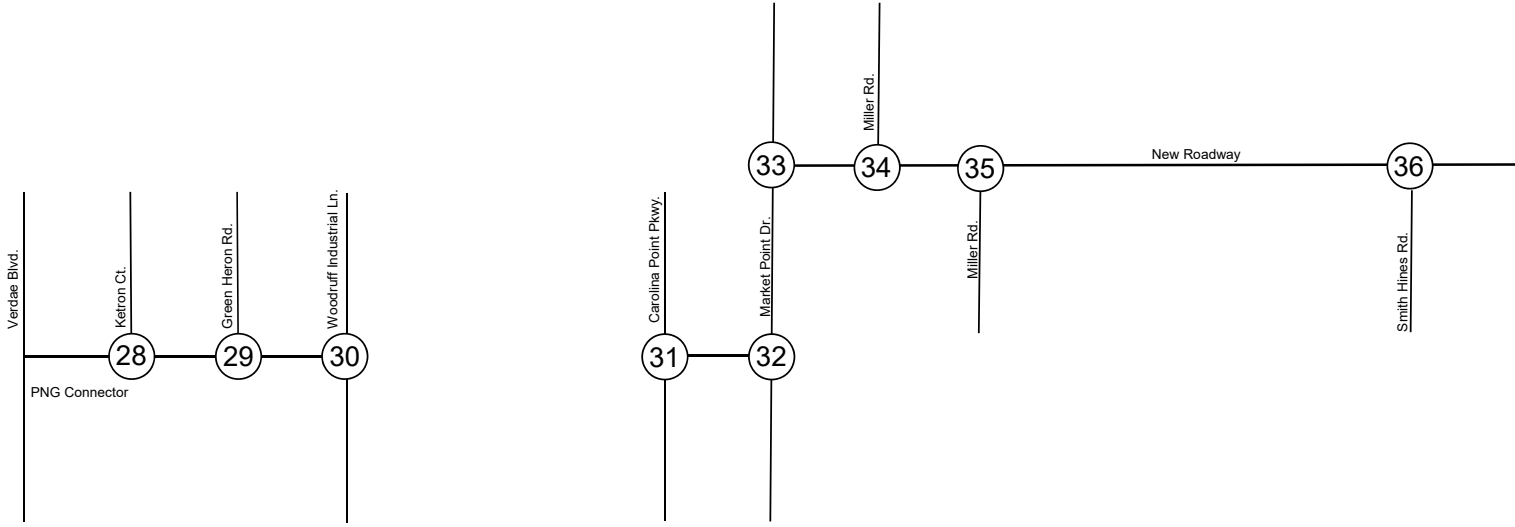 Miller Rd.
33
34
35
New Roadway
36
Verdae Blvd.
Ketron Ct.
Green Heron Rd.
Woodruff Industrial Ln.
Carolina Point Pkwy.
Market Point Dr.
Miller Rd.
Smith Hines Rd.
28
29
30
31
32
PNG Connector